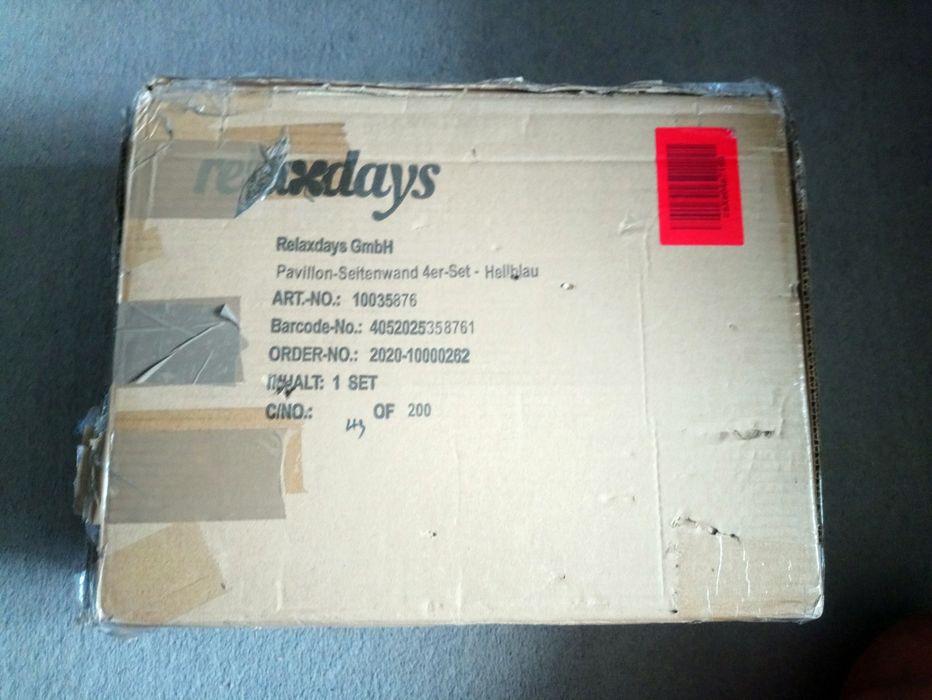 relaxdays
Relaxdays GmbH
Pavillon-Seitenwand 4er-Set - Hellblau
ART.-NO.: 10035876
Barcode-No.: 4052025358761
ORDER-NO.: 2020-10000262
INHALT: 1 SET
C/NO.: 43 OF 200